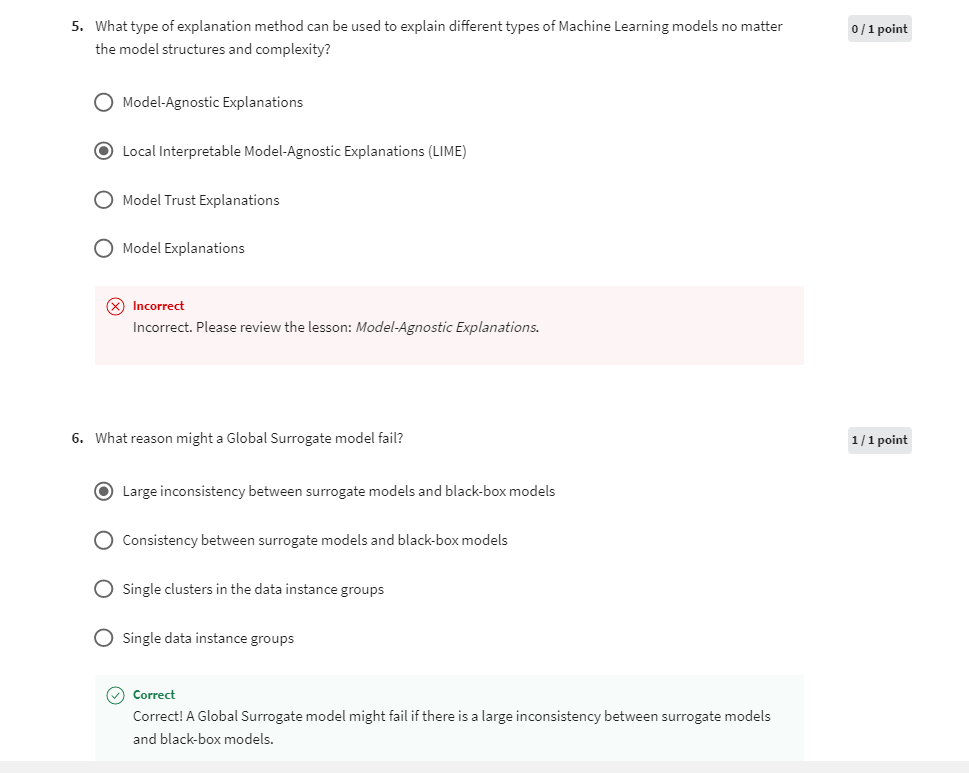 5. What type of explanation method can be used to explain different types of Machine Learning models no matter
the model structures and complexity?
0 / 1 point
Model-Agnostic Explanations
Local Interpretable Model-Agnostic Explanations (LIME)
Model Trust Explanations
Model Explanations
Incorrect
Incorrect. Please review the lesson: Model-Agnostic Explanations.
6. What reason might a Global Surrogate model fail?
1 / 1 point
Large inconsistency between surrogate models and black-box models
Consistency between surrogate models and black-box models
Single clusters in the data instance groups
Single data instance groups
Correct
Correct! A Global Surrogate model might fail if there is a large inconsistency between surrogate models
and black-box models.